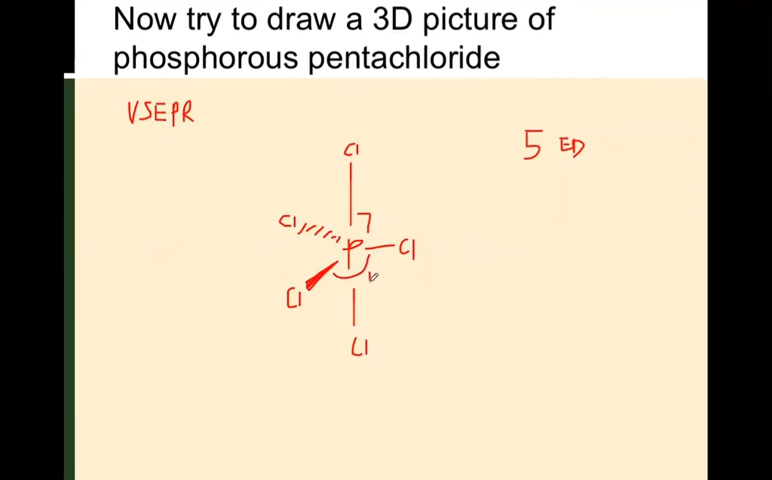 Now try to draw a 3D picture of
phosphorous pentachloride
VSEPR
5 ED
Cl
Cl
P
Cl
Cl
Cl